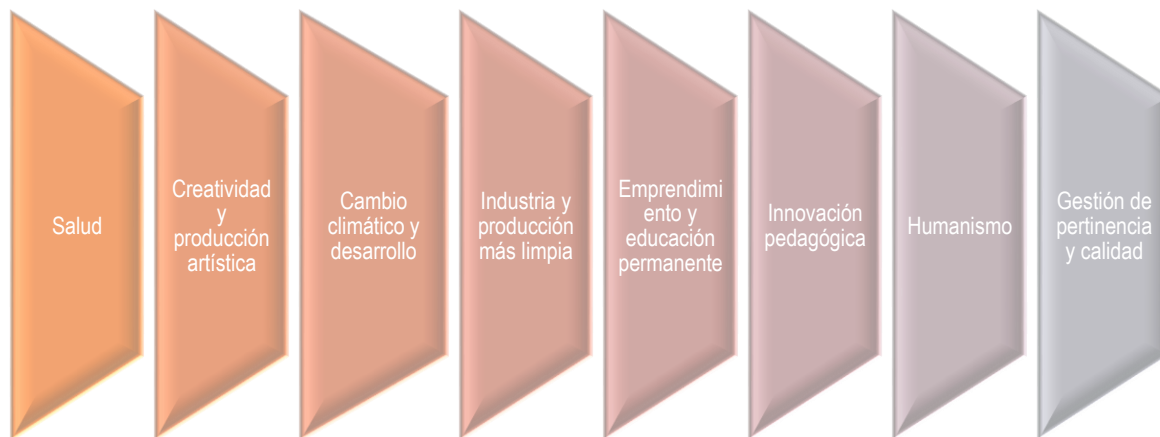 Salud
Creatividad
y
producción
artística
Cambio
climático y
desarrollo
Industria y
producción
más limpia
Emprendimi
ento y
educación
permanente
Innovación
pedagógica
Humanismo
Gestión de
pertinencia
y calidad